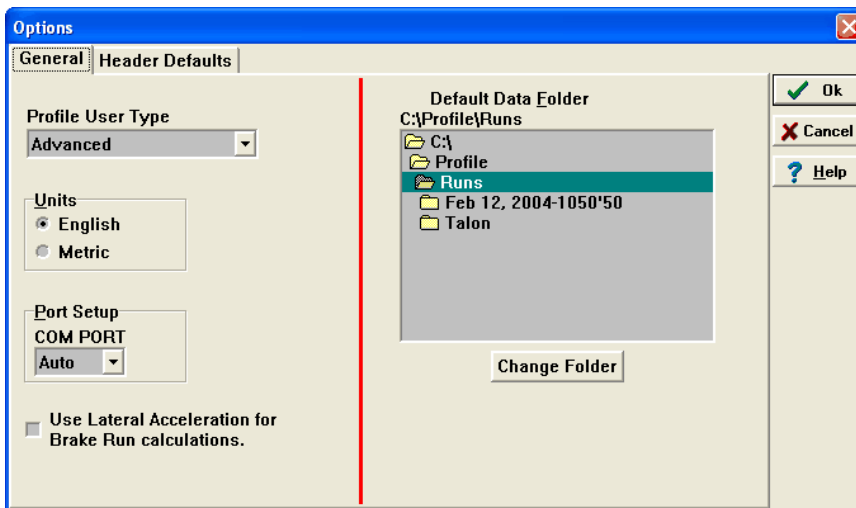 Options
General
Header Defaults
Profile User Type
Advanced
Units
English
Metric
Port Setup
COM PORT
Auto
Use Lateral Acceleration for
Brake Run calculations.
Default Data Folder
C:\Profile\Runs
C:\
Profile
Runs
Feb 12, 2004-1050'50
Talon
Change Folder
Ok
Cancel
Help